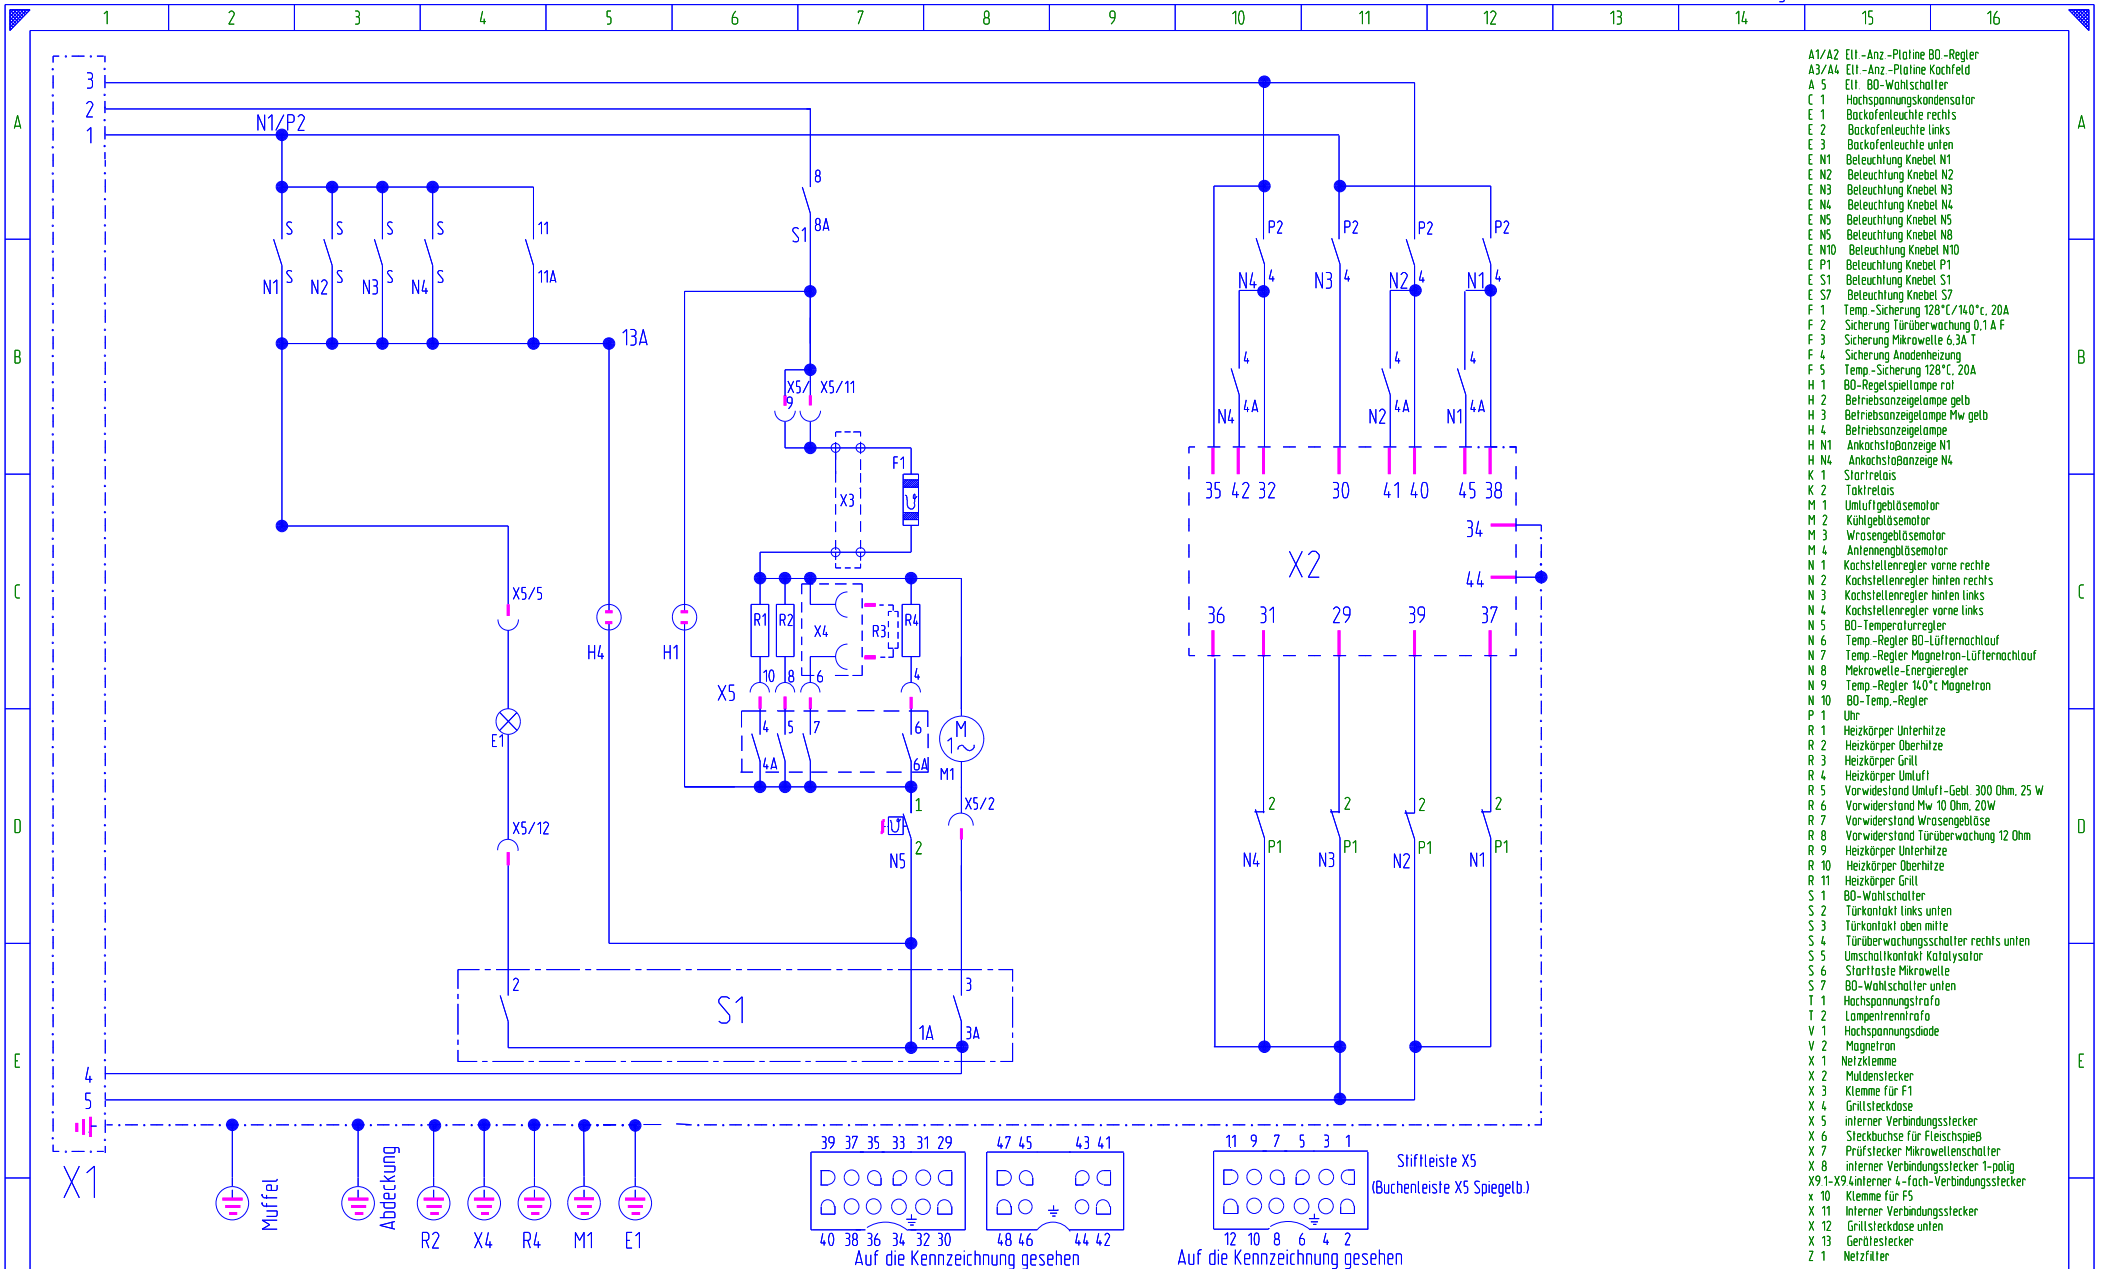 1 2 3 4 5 6 7 8 9 10 11 12 13 14 15 16
A
B
C
D
E
A
B
C
D
E
3
2
1
N1/P2
S S S S 11
S S S S 11A
N1 N2 N3 N4
13A
8
S1 8A
X5/9 X5/11
F1
X3
X5/5
H4 H1
R1 R2 X4 R3 R4
X5 10 8 6 4
4 5 7 6
4A 6A
M
1~
M1
E1
X5/12
X5/2
1
N5 2
2 3
S1
1A 3A
4
5
X1
P2 P2 P2 P2
N4 4 N3 4 N2 4 N1 4
4 4 4
N4 4A N2 4A N1 4A
35 42 32 30 41 40 45 38
34
X2
44
36 31 29 39 37
2 2 2 2
N4 P1 N3 P1 N2 P1 N1 P1
Muffel
Abdeckung
R2 X4 R4 M1 E1
39 37 35 33 31 29
40 38 36 34 32 30
47 45 43 41
48 46 44 42
Auf die Kennzeichnung gesehen
11 9 7 5 3 1
12 10 8 6 4 2
Auf die Kennzeichnung gesehen
Stiftleiste X5
(Buchenleiste X5 Spiegelb.)
A1/A2 Elt.-Anz.-Platine BO.-Regler
A3/A4 Elt.-Anz.-Platine Kochfeld
A 5 Elt. BO-Wahlschalter
C 1 Hochspannungskondensator
E 1 Backofenleuchte rechts
E 2 Backofenleuchte links
E 3 Backofenleuchte unten
E N1 Beleuchtung Knebel N1
E N2 Beleuchtung Knebel N2
E N3 Beleuchtung Knebel N3
E N4 Beleuchtung Knebel N4
E N5 Beleuchtung Knebel N5
E N5 Beleuchtung Knebel N8
E N10 Beleuchtung Knebel N10
E P1 Beleuchtung Knebel P1
E S1 Beleuchtung Knebel S1
E S7 Beleuchtung Knebel S7
F 1 Temp.-Sicherung 128°C/140°c, 20A
F 2 Sicherung Türüberwachung 0,1 A F
F 3 Sicherung Mikrowelle 6,3A T
F 4 Sicherung Anodenheizung
F 5 Temp.-Sicherung 128°C, 20A
H 1 BO-Regelspiellampe rot
H 2 Betriebsanzeigelampe gelb
H 3 Betriebsanzeigelampe Mw gelb
H 4 Betriebsanzeigelampe
H N1 Ankochstoßanzeige N1
H N4 Ankochstoßanzeige N4
K 1 Startrelais
K 2 Taktrelais
M 1 Umluftgebläsemotor
M 2 Kühlgebläsemotor
M 3 Wrasengebläsemotor
M 4 Antennengbläsemotor
N 1 Kochstellenregler vorne rechte
N 2 Kochstellenregler hinten rechts
N 3 Kochstellenregler hinten links
N 4 Kochstellenregler vorne links
N 5 BO-Temperaturregler
N 6 Temp.-Regler BO-Lüfternachlauf
N 7 Temp.-Regler Magnetron-Lüfternachlauf
N 8 Mekrowelle-Energieregler
N 9 Temp.-Regler 140°c Magnetron
N 10 BO-Temp.-Regler
P 1 Uhr
R 1 Heizkörper Unterhitze
R 2 Heizkörper Oberhitze
R 3 Heizkörper Grill
R 4 Heizkörper Umluft
R 5 Vorwidestand Umluft-Gebl. 300 Ohm, 25 W
R 6 Vorwiderstand Mw 10 Ohm, 20W
R 7 Vorwiderstand Wrasengebläse
R 8 Vorwiderstand Türüberwachung 12 Ohm
R 9 Heizkörper Unterhitze
R 10 Heizkörper Oberhitze
R 11 Heizkörper Grill
S 1 BO-Wahlschalter
S 2 Türkontakt links unten
S 3 Türkontakt oben mitte
S 4 Türüberwachungsschalter rechts unten
S 5 Umschaltkontakt Katalysator
S 6 Starttaste Mikrowelle
S 7 BO-Wahlschalter unten
T 1 Hochspannungstrafo
T 2 Lampentrenntrafo
V 1 Hochspannungsdiode
V 2 Magnetron
X 1 Netzklemme
X 2 Muldenstecker
X 3 Klemme für F1
X 4 Grillsteckdose
X 5 interner Verbindungsstecker
X 6 Steckbuchse für Fleischspieß
X 7 Prüfstecker Mikrowellenschalter
X 8 interner Verbindungsstecker 1-polig
X9.1-X9.4interner 4-fach-Verbindungsstecker
x 10 Klemme für F5
X 11 Interner Verbindungsstecker
X 12 Grillsteckdose unten
X 13 Gerätestecker
Z 1 Netzfilter